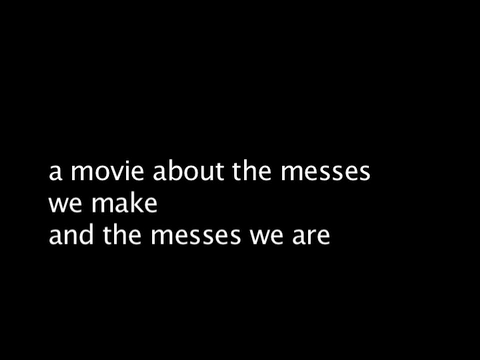 a movie about the messes
we make
and the messes we are